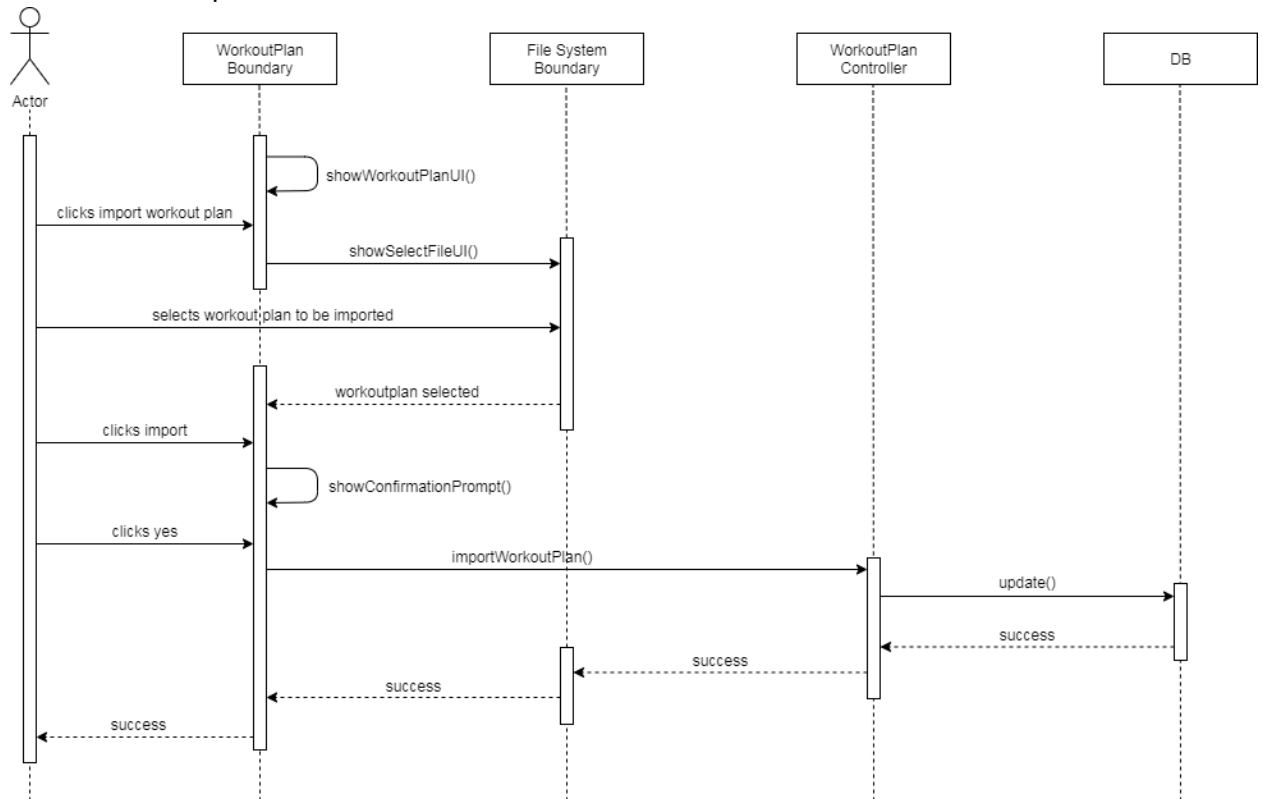 WorkoutPlan
Boundary
File System
Boundary
WorkoutPlan
Controller
DB
Actor
showWorkoutPlanUI()
clicks import workout plan
showSelectFileUI()
selects workout plan to be imported
workoutplan selected
clicks import
showConfirmationPrompt()
clicks yes
importWorkoutPlan()
update()
success
success
success
success